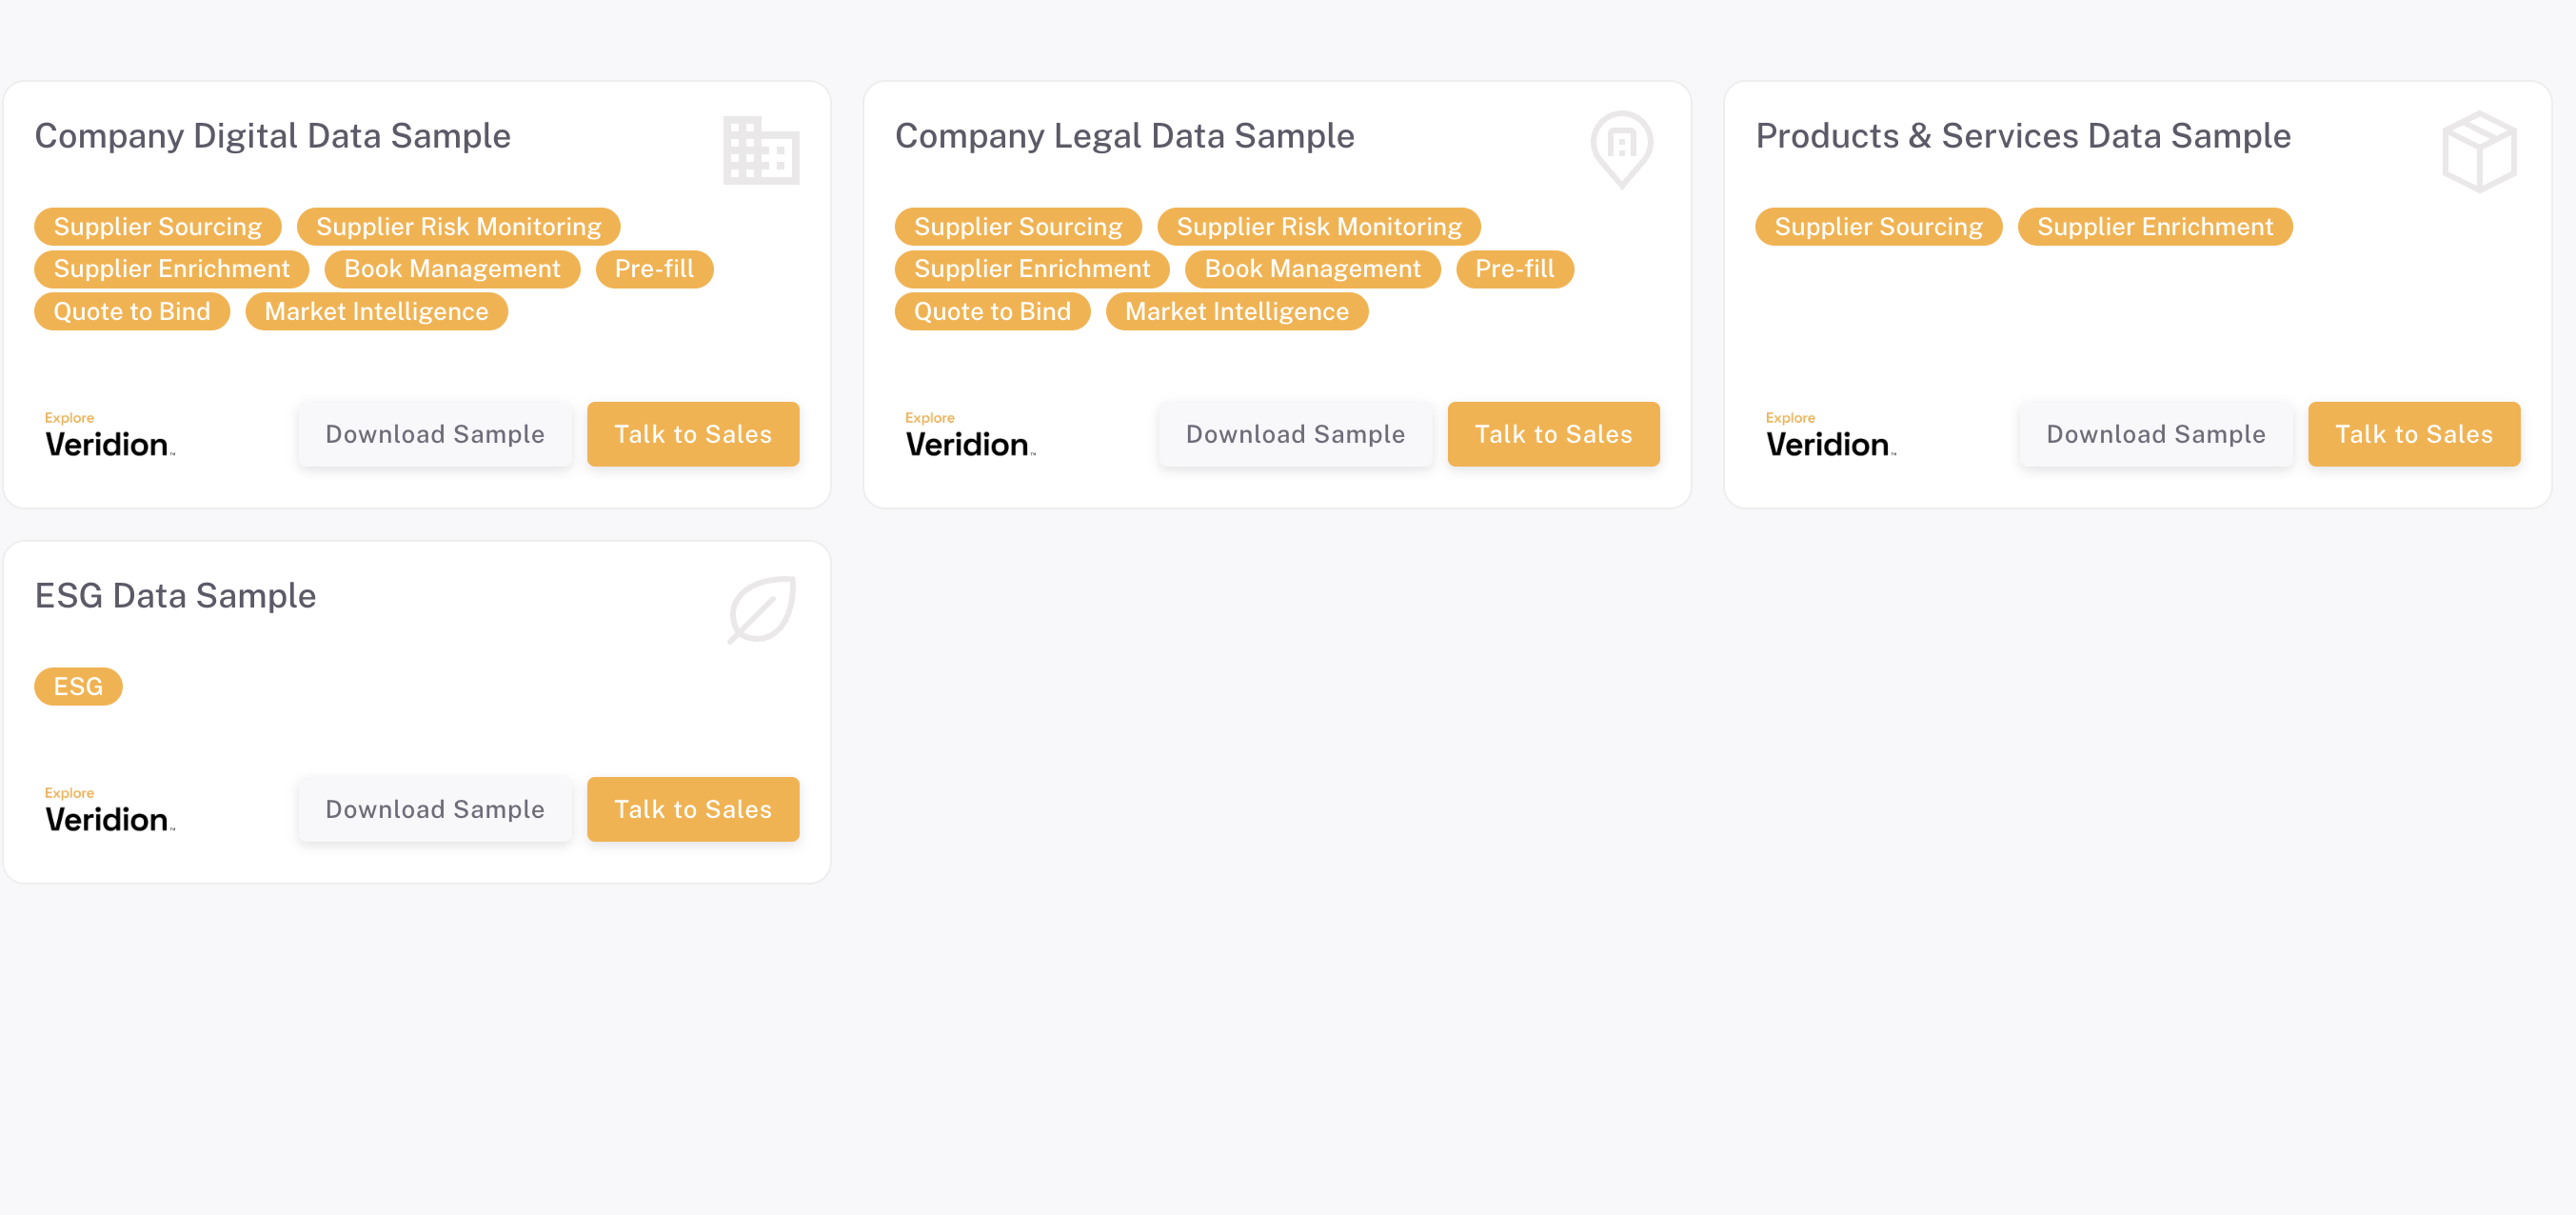 Company Digital Data Sample
Supplier Sourcing Supplier Risk Monitoring
Supplier Enrichment Book Management Pre-fill
Quote to Bind Market Intelligence
Explore
Veridion™
Download Sample Talk to Sales
Company Legal Data Sample
Supplier Sourcing Supplier Risk Monitoring
Supplier Enrichment Book Management Pre-fill
Quote to Bind Market Intelligence
Explore
Veridion™
Download Sample Talk to Sales
Products & Services Data Sample
Supplier Sourcing Supplier Enrichment
Explore
Veridion™
Download Sample Talk to Sales
ESG Data Sample
ESG
Explore
Veridion™
Download Sample Talk to Sales